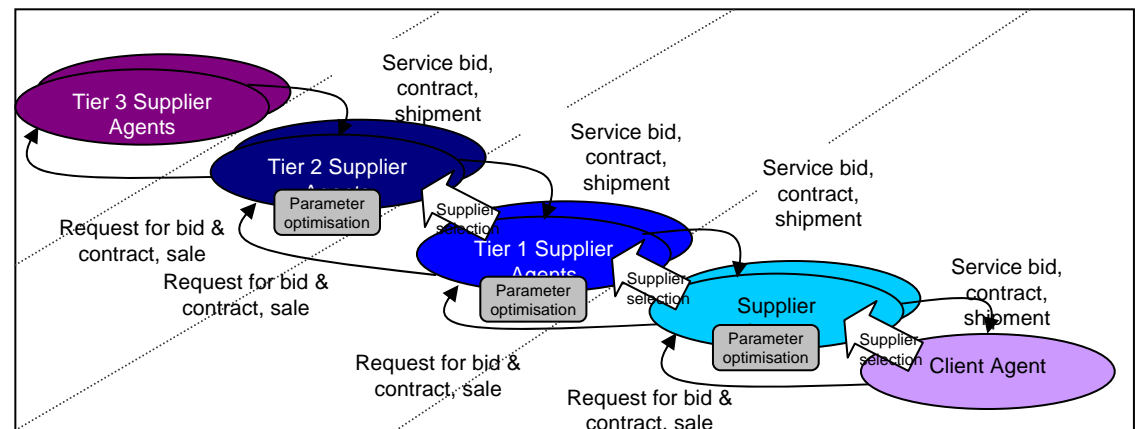 Service bid,
contract,
shipment
Tier 3 Supplier
Agents
Service bid,
contract,
shipment
Tier 2 Supplier
Agents
Service bid,
contract,
shipment
Parameter
optimisation
Supplier
selection
Request for bid &
contract, sale
Tier 1 Supplier
Agents
Service bid,
contract,
shipment
Request for bid &
contract, sale
Parameter
optimisation
Supplier
selection
Supplier
Parameter
optimisation
Supplier
selection
Client Agent
Request for bid &
contract, sale
Request for bid &
contract, sale